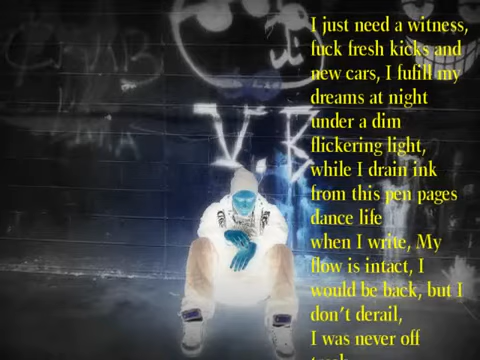 I just need a witness,
fuck fresh kicks and
new cars, I fufill my
dreams at night
under a dim
flickering light,
while I drain ink
from this pen pages
dance life
when I write, My
flow is intact, I
would be back, but I
don't derail,
I was never off
V.B